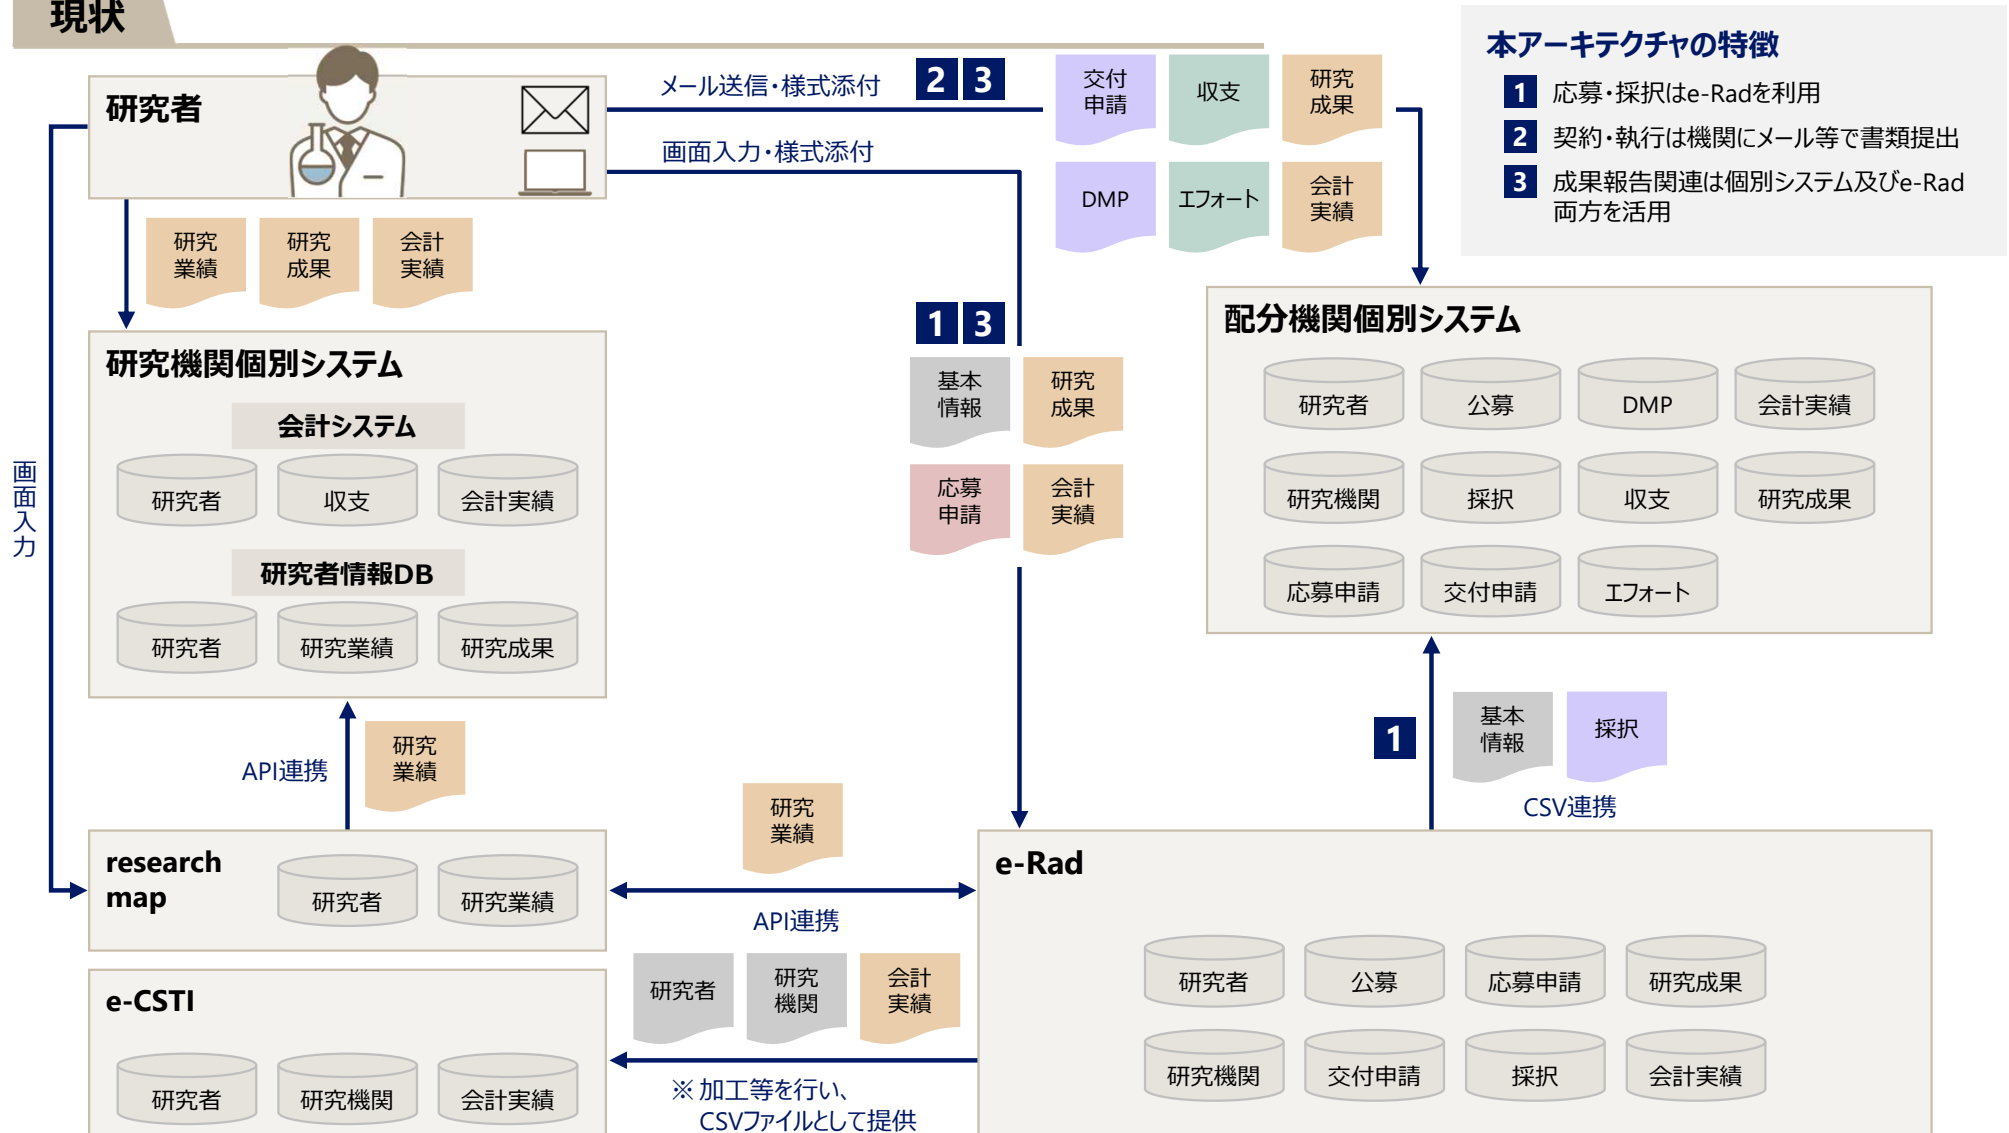 現状
本アーキテクチャの特徴
1 応募・採択はe-Radを利用
2 契約・執行は機関にメール等で書類提出
3 成果報告関連は個別システム及びe-Rad
両方を活用
研究者
メール送信・様式添付
2 3
交付
申請
収支
研究
成果
DMP
エフォート
会計
実績
画面入力・様式添付
研究
業績
研究
成果
会計
実績
画面入力
1 3
基本
情報
研究
成果
応募
申請
会計
実績
研究機関個別システム
会計システム
研究者
収支
会計実績
研究者情報DB
研究者
研究業績
研究成果
配分機関個別システム
研究者
公募
DMP
会計実績
研究機関
採択
収支
研究成果
応募申請
交付申請
エフォート
API連携
研究
業績
1
基本
情報
採択
CSV連携
research
map
研究者
研究業績
研究
業績
API連携
e-Rad
研究者
公募
応募申請
研究成果
研究機関
交付申請
採択
会計実績
e-CSTI
研究者
研究機関
会計実績
研究者
研究
機関
会計
実績
※ 加工等を行い、
CSVファイルとして提供